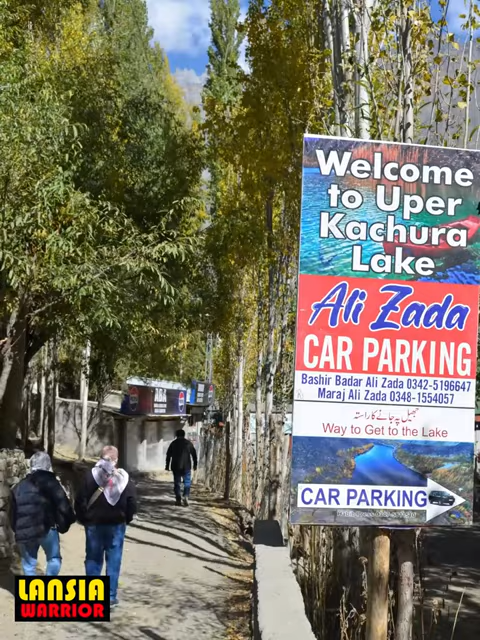 Welcome
to Uper
Kachura
Lake
Ali Zada
CAR PARKING
Bashir Badar Ali Zada 0342-5196647
Maraj Ali Zada 0348-1554057
جھیل پہ جانے کا راستہ
Way to Get to the Lake
CAR PARKING
LANSIA
WARRIOR